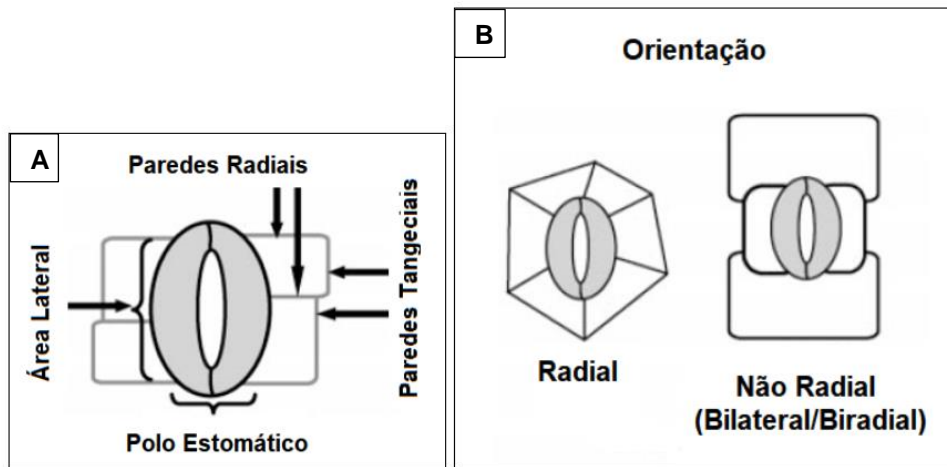 A
Paredes Radiais
Área Lateral
Paredes Tangeciais
Polo Estomático
B
Orientação
Radial
Não Radial
(Bilateral/Biradial)